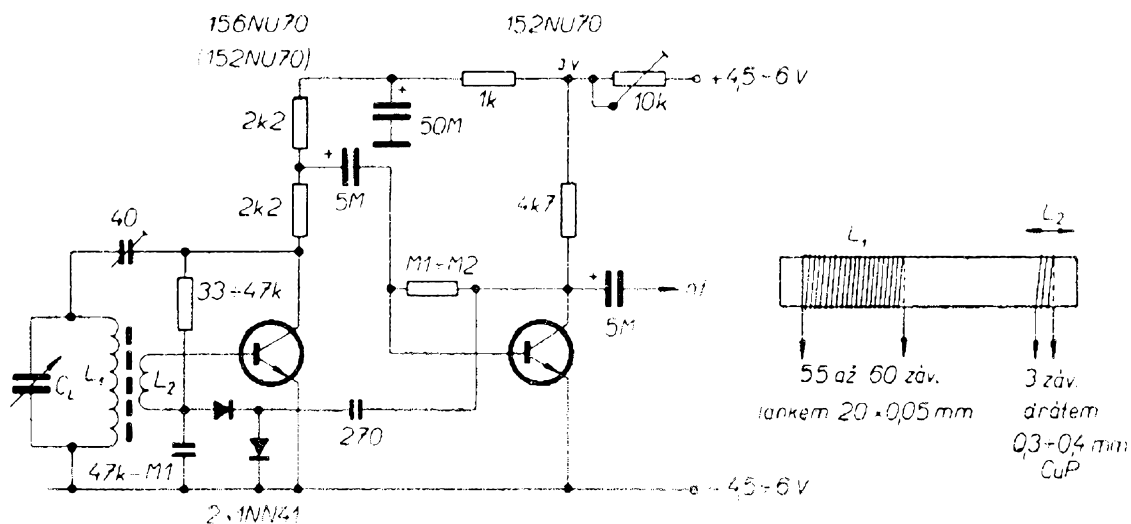 156NU70
(152NU70)
152NU70
3V
+4,5÷6 V
1k
10k
2k2
50M
5M
2k2
4k7
40
M1÷M2
33÷47k
nf
5M
L₁
L₂
C_L
L₁
L₂
270
47k-M1
2×1NN41
-4,5÷6 V
55 až 60 záv.
lankem 20×0,05 mm
3 záv.
drátem
0,3÷0,4 mm
CuP